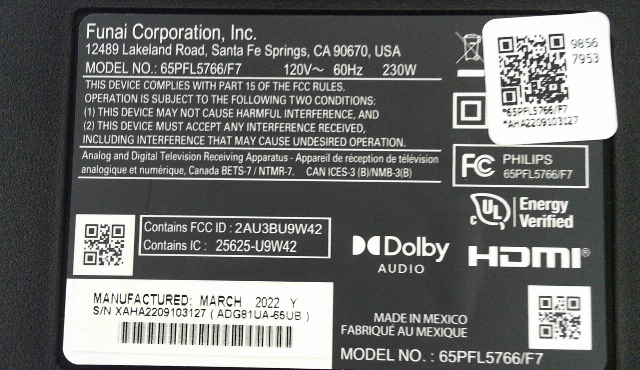 Funai Corporation, Inc.
12489 Lakeland Road, Santa Fe Springs, CA 90670, USA
MODEL NO.: 65PFL5766/F7 120V~ 60Hz 230W
THIS DEVICE COMPLIES WITH PART 15 OF THE FCC RULES.
OPERATION IS SUBJECT TO THE FOLLOWING TWO CONDITIONS:
(1) THIS DEVICE MAY NOT CAUSE HARMFUL INTERFERENCE, AND
(2) THIS DEVICE MUST ACCEPT ANY INTERFERENCE RECEIVED,
INCLUDING INTERFERENCE THAT MAY CAUSE UNDESIRED OPERATION.
Analog and Digital Television Receiving Apparatus - Appareil de réception de télévision
analogique et numérique, Canada BETS-7 / NTMR-7. CAN ICES-3 (B)/NMB-3(B)
9856
7953
*65PFL5766/F7
*AHA2209103127
FC PHILIPS
65PFL5766/F7
Contains FCC ID : 2AU3BU9W42
Contains IC : 25625-U9W42
Dolby
AUDIO
c UL Energy
Verified
HDMI®
MANUFACTURED: MARCH 2022 Y
S/N XAHA2209103127 ( ADG81UA-65UB )
MADE IN MEXICO
FABRIQUÉ AU MEXIQUE
MODEL NO. : 65PFL5766/F7